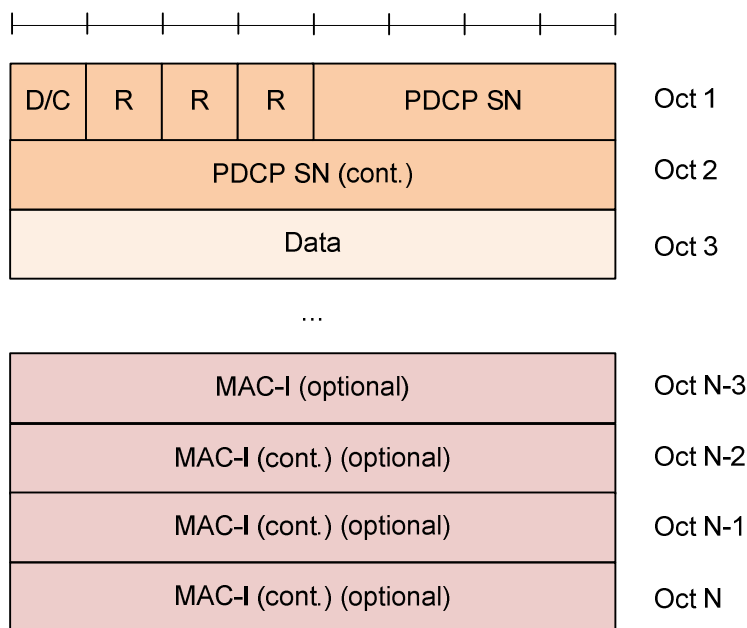 D/C R R R PDCP SN Oct 1
PDCP SN (cont.) Oct 2
Data Oct 3
...
MAC-I (optional) Oct N-3
MAC-I (cont.) (optional) Oct N-2
MAC-I (cont.) (optional) Oct N-1
MAC-I (cont.) (optional) Oct N